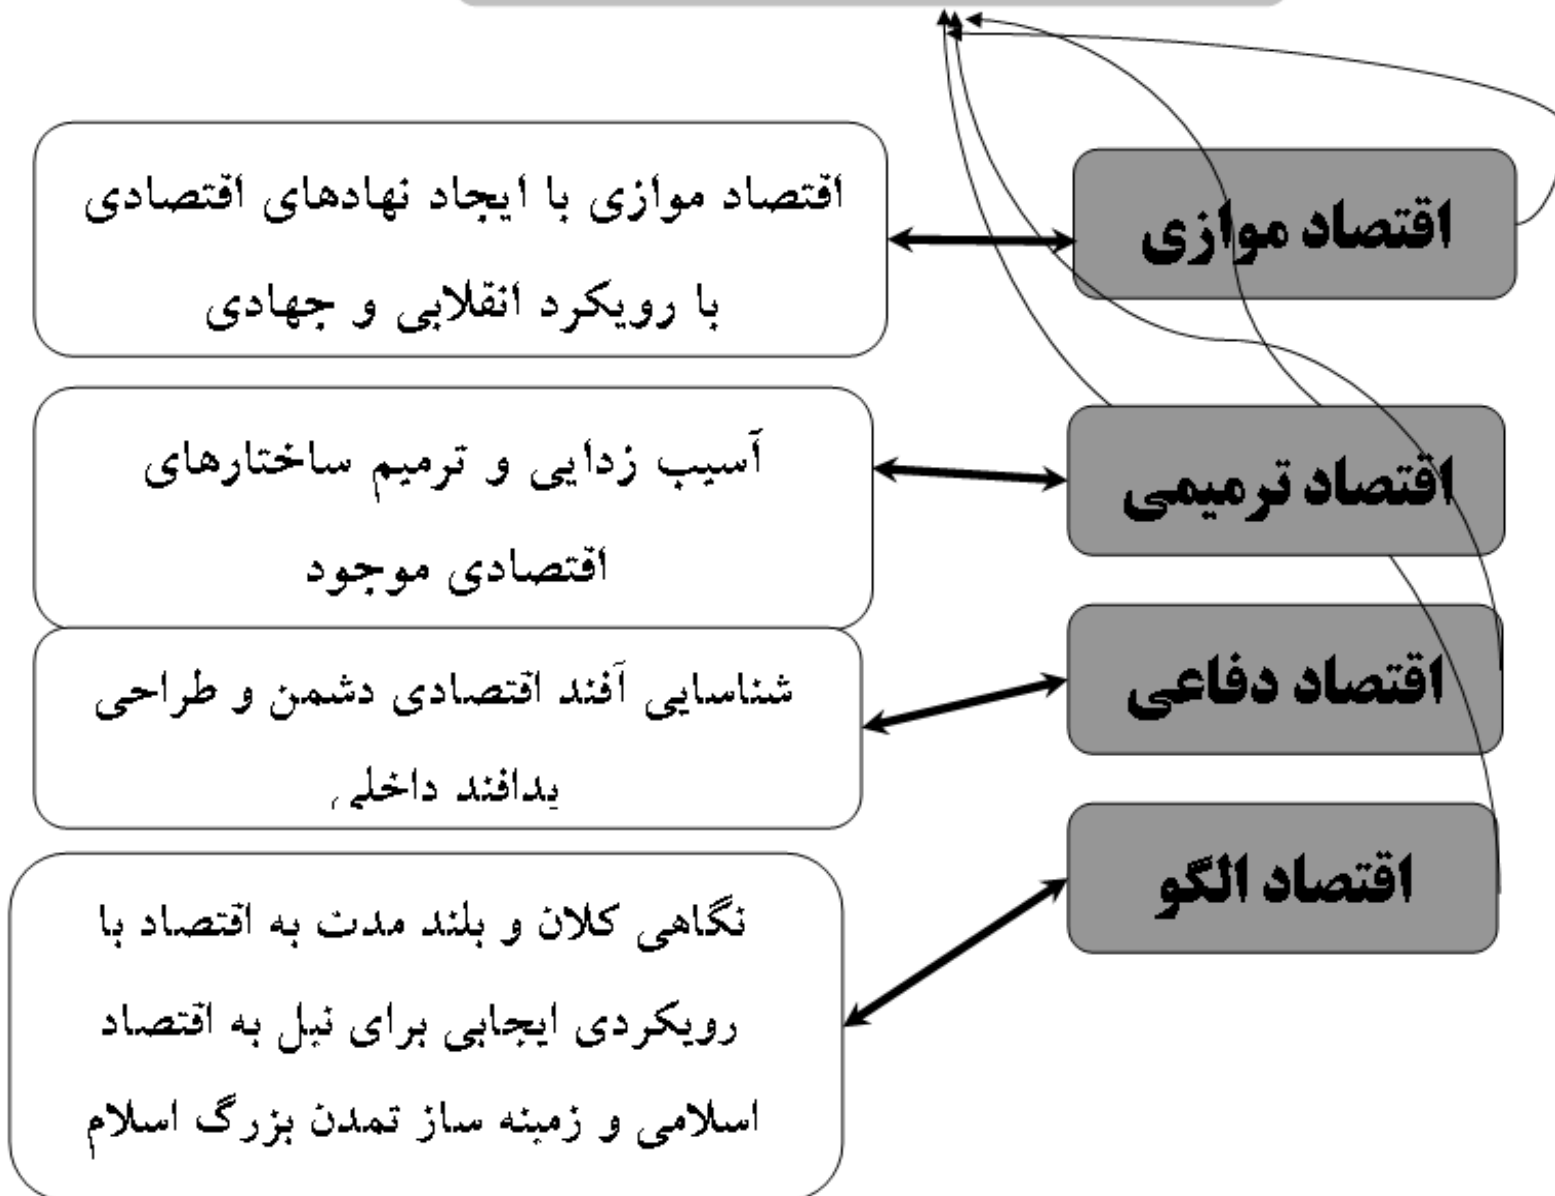 اقتصاد موازی
اقتصاد موازی با ایجاد نهادهای اقتصادی
با رویکرد انقلابی و جهادی
اقتصاد ترمیمی
آسیب زدایی و ترمیم ساختارهای
اقتصادی موجود
اقتصاد دفاعی
شناسایی آفند اقتصادی دشمن و طراحی
پدافند داخلی
اقتصاد الگو
نگاهی کلان و بلند مدت به اقتصاد با
رویکردی ایجابی برای نیل به اقتصاد
اسلامی و زمینه ساز تمدن بزرگ اسلام